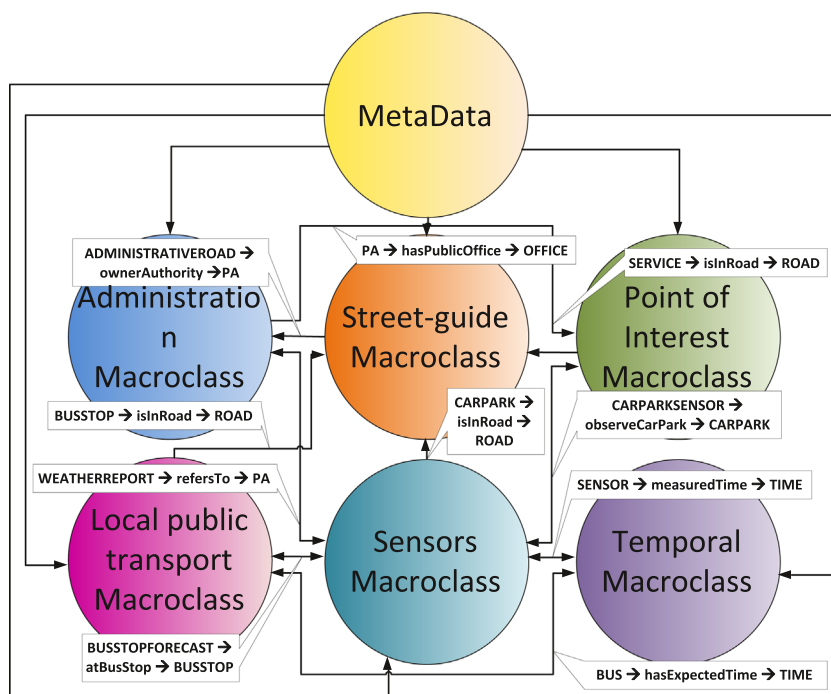 MetaData
ADMINISTRATIVEROAD →
ownerAuthority →PA
PA → hasPublicOffice → OFFICE
SERVICE → isInRoad → ROAD
Administratio
n
Macroclass
Street-guide
Macroclass
Point of
Interest
Macroclass
BUSSTOP → isInRoad → ROAD
CARPARK →
isInRoad →
ROAD
CARPARKSENSOR →
observeCarPark → CARPARK
WEATHERREPORT → refersTo → PA
SENSOR → measuredTime → TIME
Local public
transport
Macroclass
Sensors
Macroclass
Temporal
Macroclass
BUSSTOPFORECAST →
atBusStop → BUSSTOP
BUS → hasExpectedTime → TIME